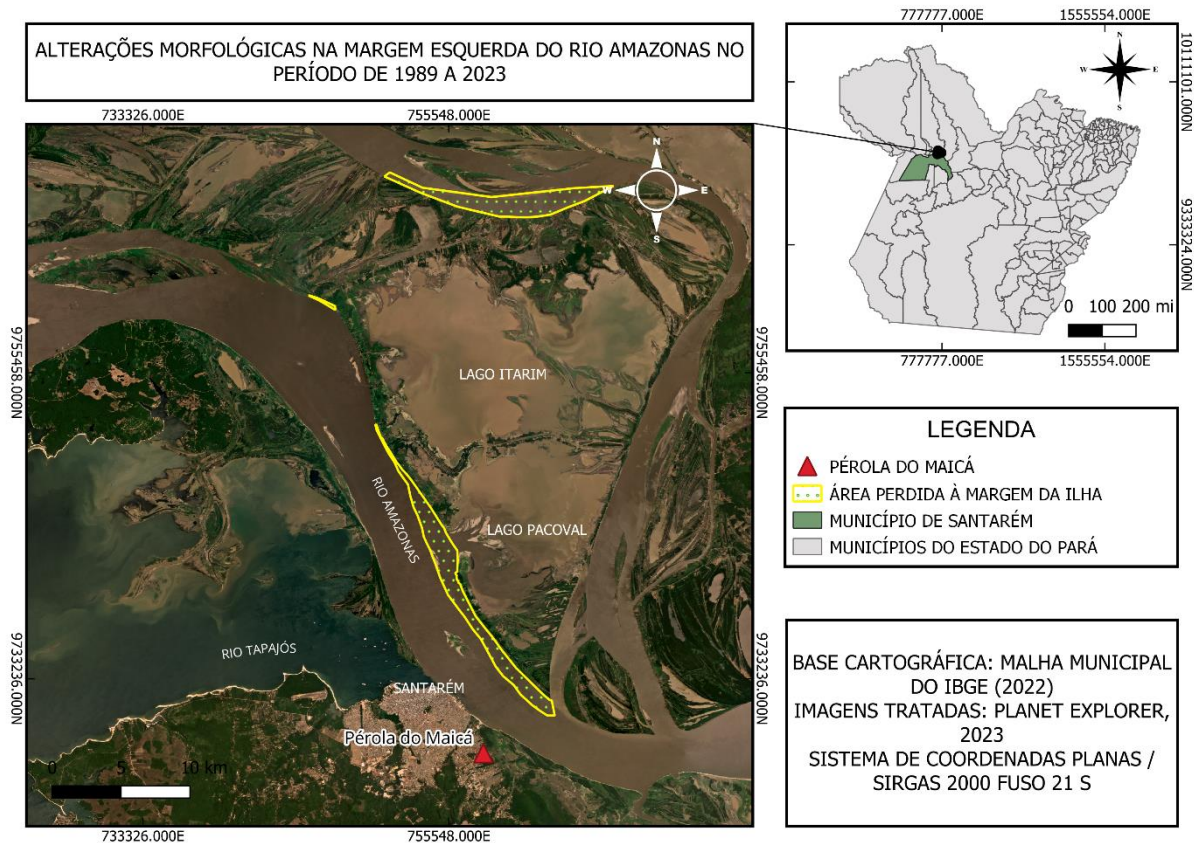 ALTERAÇÕES MORFOLÓGICAS NA MARGEM ESQUERDA DO RIO AMAZONAS NO
PERÍODO DE 1989 A 2023
733326.000E
755548.000E
N
W
E
S
9755458.000N
9755458.000N
LAGO ITARIM
RIO AMAZONAS
LAGO PACOVAL
9733236.000N
9733236.000N
RIO TAPAJÓS
SANTARÉM
Pérola do Maicá
0 5 10 km
733326.000E
755548.000E
777777.000E
1555554.000E
10111101.000N
N
W
E
S
9333324.000N
0 100 200 mi
777777.000E
1555554.000E
LEGENDA
PÉROLA DO MAICÁ
ÁREA PERDIDA À MARGEM DA ILHA
MUNICÍPIO DE SANTARÉM
MUNICÍPIOS DO ESTADO DO PARÁ
BASE CARTOGRÁFICA: MALHA MUNICIPAL
DO IBGE (2022)
IMAGENS TRATADAS: PLANET EXPLORER,
2023
SISTEMA DE COORDENADAS PLANAS /
SIRGAS 2000 FUSO 21 S